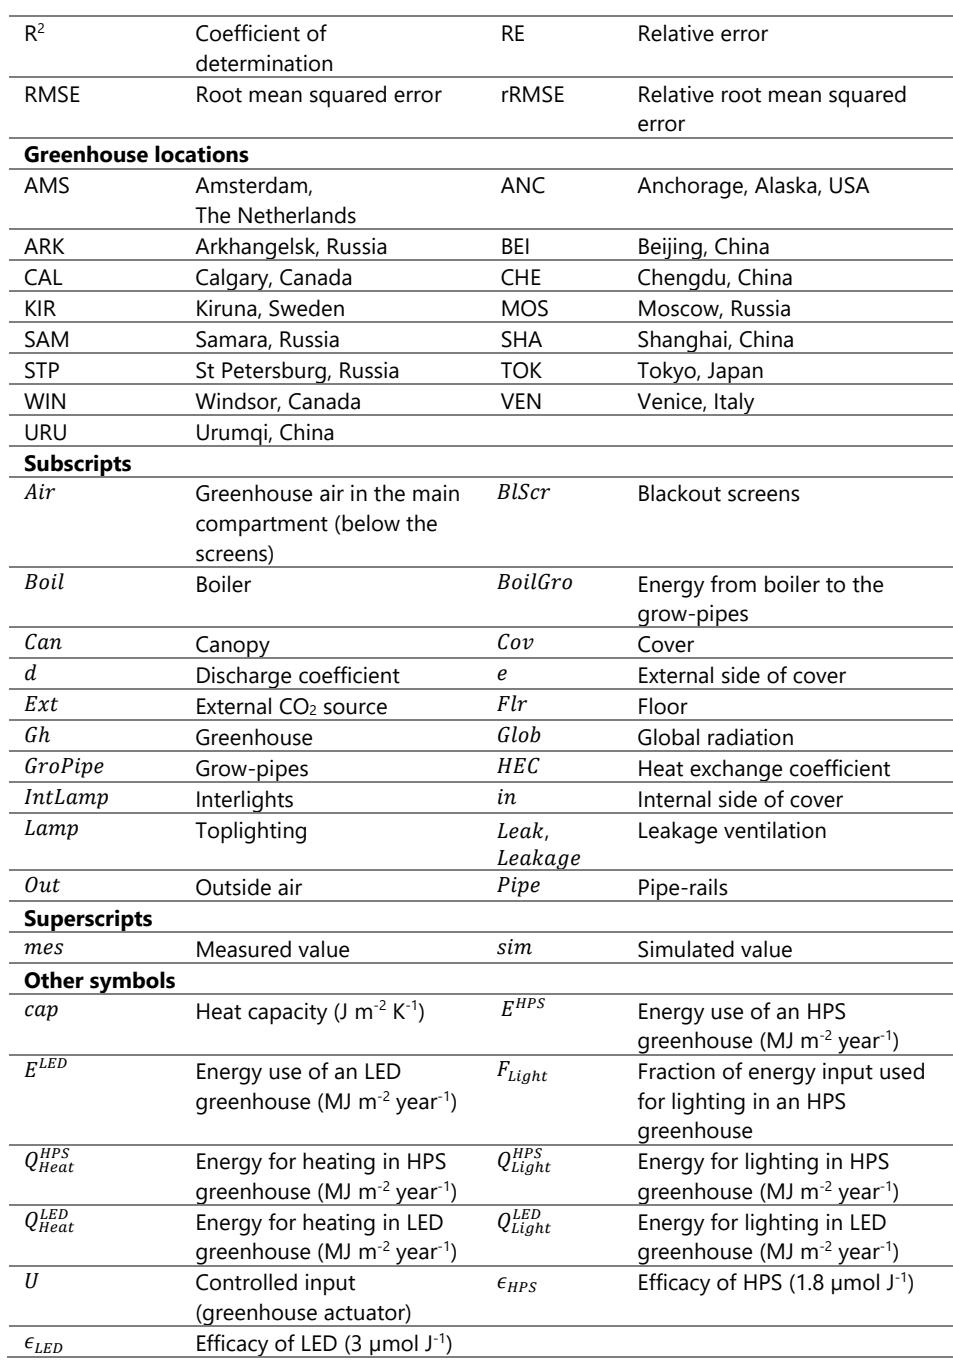 R² Coefficient of RE Relative error
determination
RMSE Root mean squared error rRMSE Relative root mean squared
error
Greenhouse locations
AMS Amsterdam, ANC Anchorage, Alaska, USA
The Netherlands
ARK Arkhangelsk, Russia BEI Beijing, China
CAL Calgary, Canada CHE Chengdu, China
KIR Kiruna, Sweden MOS Moscow, Russia
SAM Samara, Russia SHA Shanghai, China
STP St Petersburg, Russia TOK Tokyo, Japan
WIN Windsor, Canada VEN Venice, Italy
URU Urumqi, China
Subscripts
Air Greenhouse air in the main BlScr Blackout screens
compartment (below the
screens)
Boil Boiler BoilGro Energy from boiler to the
grow-pipes
Can Canopy Cov Cover
d Discharge coefficient e External side of cover
Ext External CO₂ source Flr Floor
Gh Greenhouse Glob Global radiation
GroPipe Grow-pipes HEC Heat exchange coefficient
IntLamp Interlights in Internal side of cover
Lamp Toplighting Leak, Leakage ventilation
Leakage
Out Outside air Pipe Pipe-rails
Superscripts
mes Measured value sim Simulated value
Other symbols
cap Heat capacity (J m⁻² K⁻¹) E^{HPS} Energy use of an HPS
greenhouse (MJ m⁻² year⁻¹)
E^{LED} Energy use of an LED F_{Light} Fraction of energy input used
greenhouse (MJ m⁻² year⁻¹) for lighting in an HPS
greenhouse
Q_{Heat}^{HPS} Energy for heating in HPS Q_{Light}^{HPS} Energy for lighting in HPS
greenhouse (MJ m⁻² year⁻¹) greenhouse (MJ m⁻² year⁻¹)
Q_{Heat}^{LED} Energy for heating in LED Q_{Light}^{LED} Energy for lighting in LED
greenhouse (MJ m⁻² year⁻¹) greenhouse (MJ m⁻² year⁻¹)
U Controlled input ϵ_{HPS} Efficacy of HPS (1.8 µmol J⁻¹)
(greenhouse actuator)
ϵ_{LED} Efficacy of LED (3 µmol J⁻¹)